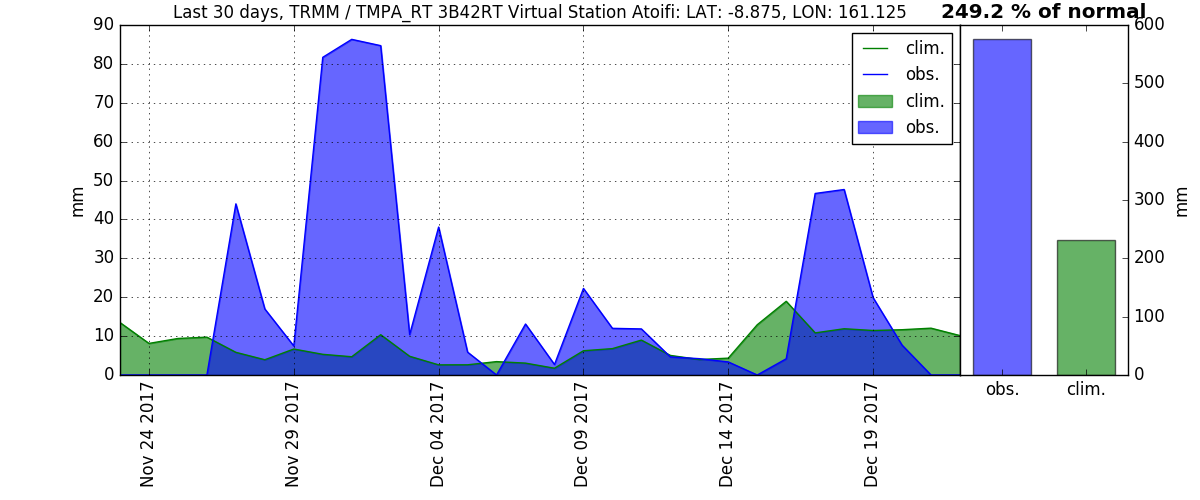 Last 30 days, TRMM / TMPA_RT 3B42RT Virtual Station Atoifi: LAT: -8.875, LON: 161.125
249.2 % of normal
90
80
70
60
50
40
30
20
10
0
mm
clim.
obs.
clim.
obs.
Nov 24 2017
Nov 29 2017
Dec 04 2017
Dec 09 2017
Dec 14 2017
Dec 19 2017
600
500
400
300
200
100
0
mm
obs.
clim.